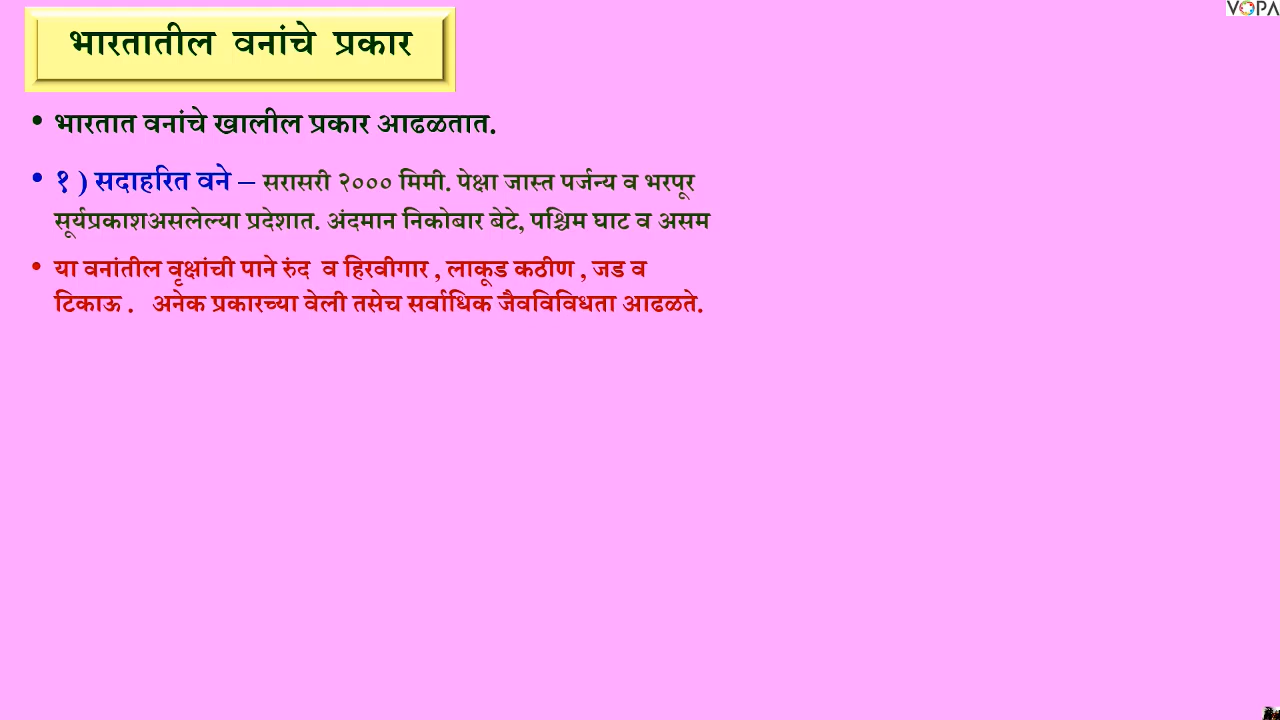 VOPA
भारतातील वनांचे प्रकार
• भारतात वनांचे खालील प्रकार आढळतात.
• १ ) सदाहरित वने – सरासरी २००० मिमी. पेक्षा जास्त पर्जन्य व भरपूर
सूर्यप्रकाशअसलेल्या प्रदेशात. अंदमान निकोबार बेटे, पश्चिम घाट व असम
• या वनांतील वृक्षांची पाने रुंद व हिरवीगार , लाकूड कठीण , जड व
टिकाऊ . अनेक प्रकारच्या वेली तसेच सर्वाधिक जैवविविधता आढळते.